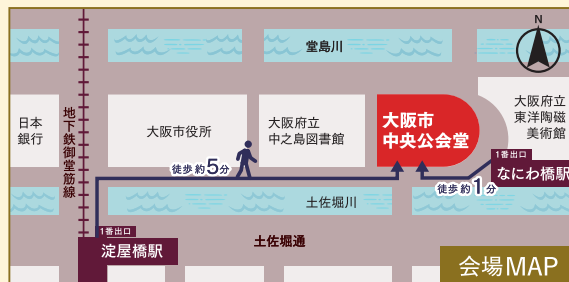 N
堂島川
日本
銀行
地下鉄御堂筋線
大阪市役所
大阪府立
中之島図書館
大阪市
中央公会堂
大阪府立
東洋陶磁
美術館
1番出口
なにわ橋駅
徒歩約5分
徒歩約1分
土佐堀川
1番出口
淀屋橋駅
土佐堀通
会場MAP